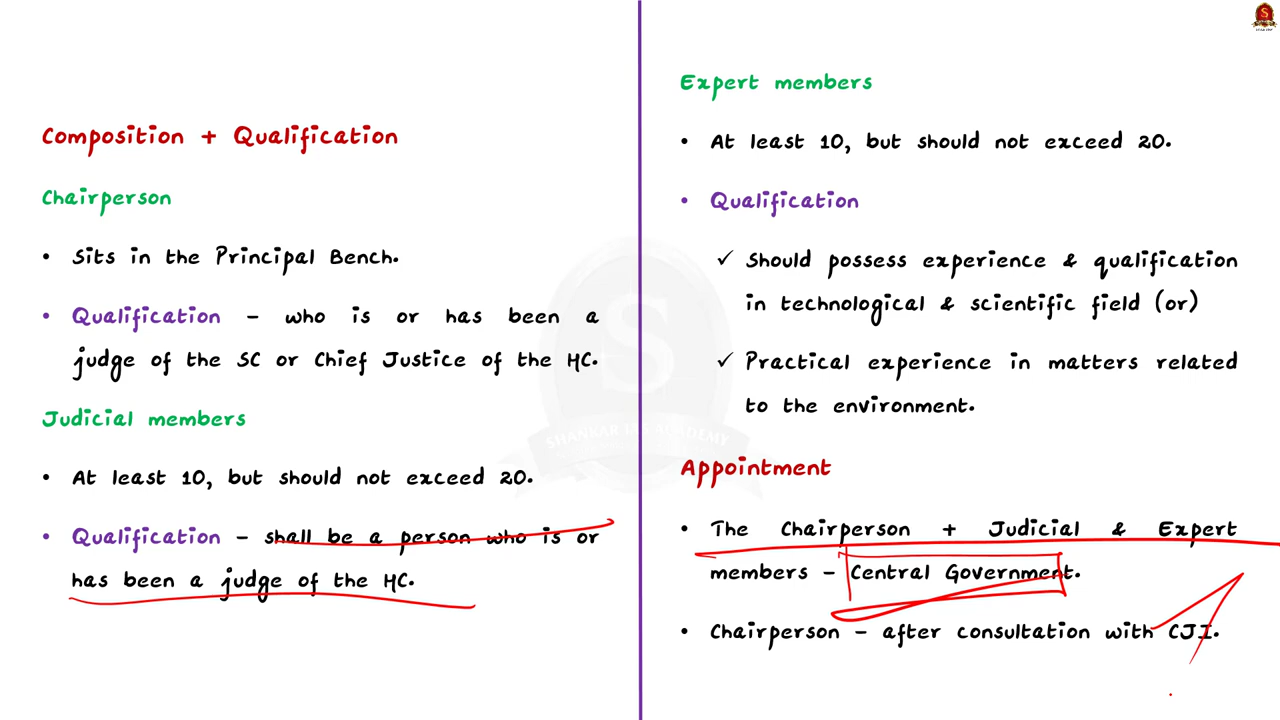 Composition + Qualification
Chairperson
• Sits in the Principal Bench.
• Qualification – who is or has been a
judge of the SC or Chief Justice of the HC.
Judicial members
• At least 10, but should not exceed 20.
• Qualification – shall be a person who is or
has been a judge of the HC.
Expert members
• At least 10, but should not exceed 20.
• Qualification
✓ Should possess experience & qualification
in technological & scientific field (or)
✓ Practical experience in matters related
to the environment.
Appointment
• The Chairperson + Judicial & Expert
members – Central Government.
• Chairperson – after consultation with CJI.
S
SHANKAR IAS ACADEMY
S